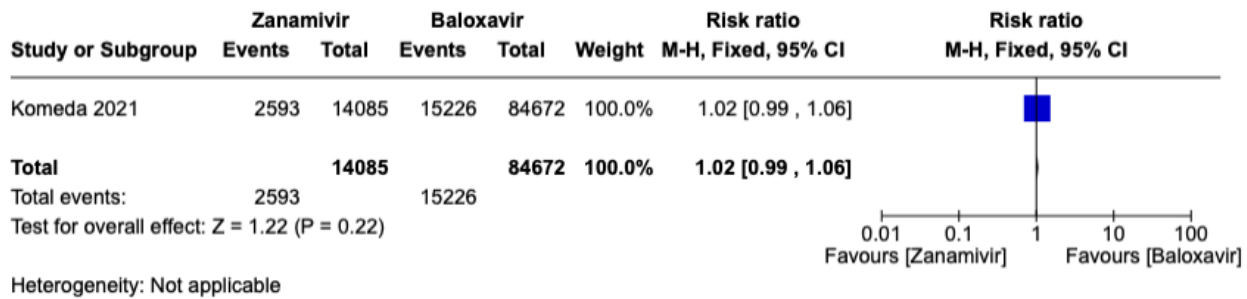 Zanamivir Baloxavir Risk ratio Risk ratio
Study or Subgroup Events Total Events Total Weight M-H, Fixed, 95% CI M-H, Fixed, 95% CI
Komeda 2021 2593 14085 15226 84672 100.0% 1.02 [0.99 , 1.06]
Total 14085 84672 100.0% 1.02 [0.99 , 1.06]
Total events: 2593 15226
Test for overall effect: Z = 1.22 (P = 0.22)
0.01 0.1 1 10 100
Favours [Zanamivir] Favours [Baloxavir]
Heterogeneity: Not applicable